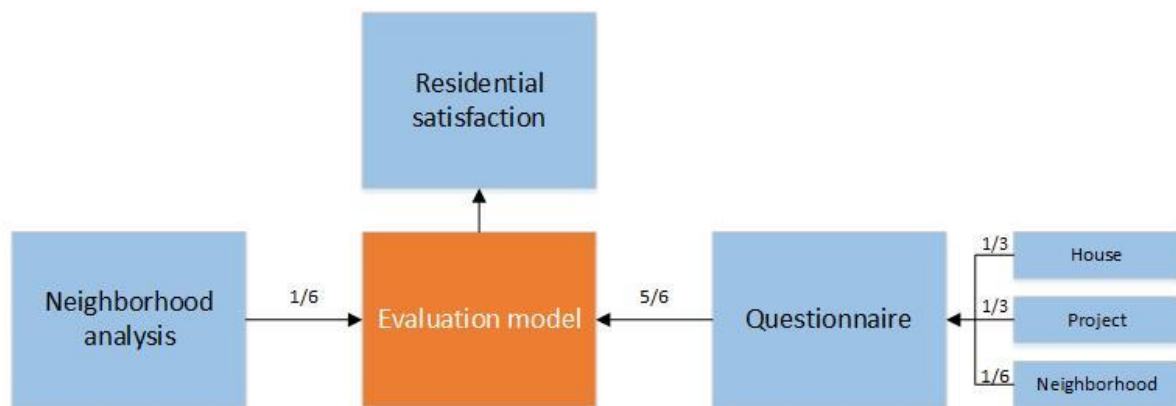 Residential
satisfaction
Neighborhood
analysis
1/6
Evaluation model
5/6
Questionnaire
1/3
House
1/3
Project
1/6
Neighborhood